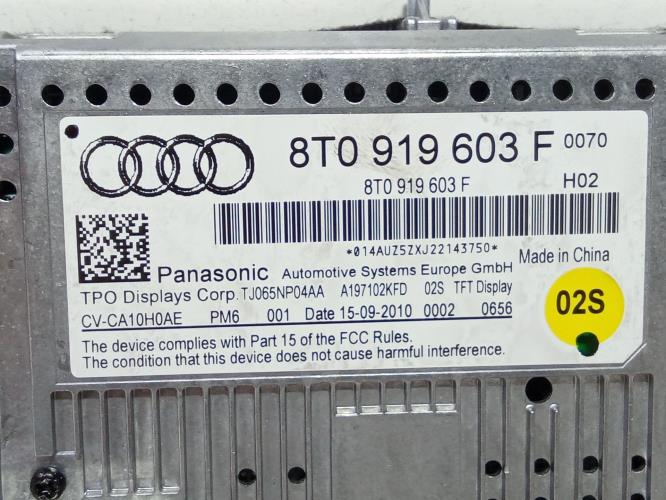 8T0 919 603 F 0070
8T0 919 603 F H02
*014AUZ5ZXJ22143750*
Made in China
Panasonic Automotive Systems Europe GmbH
TPO Displays Corp. TJ065NP04AA A197102KFD 02S TFT Display
CV-CA10H0AE PM6 001 Date 15-09-2010 0002 0656
02S
The device complies with Part 15 of the FCC Rules.
The condition that this device does not cause harmful interference.